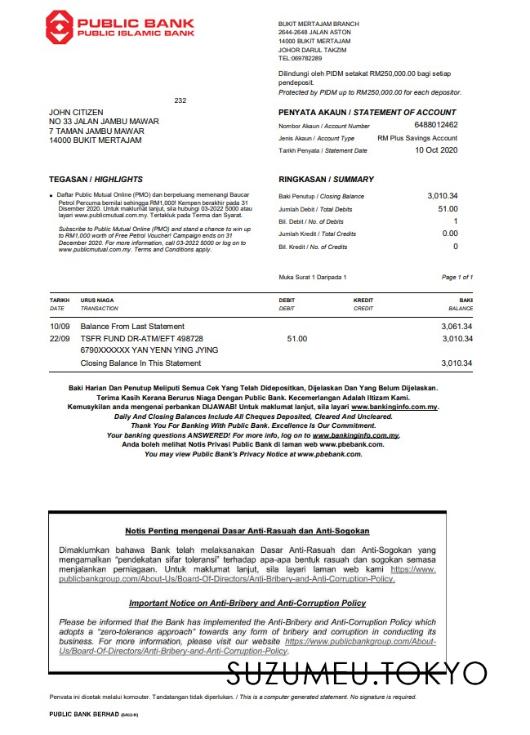 PUBLIC BANK
PUBLIC ISLAMIC BANK
BUKIT MERTAJAM BRANCH
2644-2648 JALAN ASTON
14000 BUKIT MERTAJAM
JOHOR DARUL TAKZIM
TEL:069782289
Dilindungi oleh PIDM setakat RM250,000.00 bagi setiap
pendeposit.
Protected by PIDM up to RM250,000.00 for each depositor.
232
JOHN CITIZEN
NO 33 JALAN JAMBU MAWAR
7 TAMAN JAMBU MAWAR
14000 BUKIT MERTAJAM
PENYATA AKAUN / STATEMENT OF ACCOUNT
Nombor Akaun / Account Number 6488012462
Jenis Akaun / Account Type RM Plus Savings Account
Tarikh Penyata / Statement Date 10 Oct 2020
TEGASAN / HIGHLIGHTS
• Daftar Public Mutual Online (PMO) dan berpeluang memenangi Baucar
Petrol Percuma bernilai sehingga RM1,000! Kempen berakhir pada 31
Disember 2020. Untuk maklumat lanjut, sila hubungi 03-2022 5000 atau
layari www.publicmutual.com.my. Tertakluk pada Terma dan Syarat.
Subscribe to Public Mutual Online (PMO) and stand a chance to win up
to RM1,000 worth of Free Petrol Voucher! Campaign ends on 31
December 2020. For more information, call 03-2022 5000 or log on to
www.publicmutual.com.my. Terms and Conditions apply.
RINGKASAN / SUMMARY
Baki Penutup / Closing Balance 3,010.34
Jumlah Debit / Total Debits 51.00
Bil. Debit / No. of Debits 1
Jumlah Kredit / Total Credits 0.00
Bil. Kredit / No. of Credits 0
Muka Surat 1 Daripada 1 Page 1 of 1
TARIKH URUS NIAGA DEBIT KREDIT BAKI
DATE TRANSACTION DEBIT CREDIT BALANCE
10/09 Balance From Last Statement 3,061.34
22/09 TSFR FUND DR-ATM/EFT 498728 51.00 3,010.34
6790XXXXXX YAN YENN YING JYING
Closing Balance In This Statement 3,010.34
Baki Harian Dan Penutup Meliputi Semua Cek Yang Telah Didepositkan, Dijelaskan Dan Yang Belum Dijelaskan.
Terima Kasih Kerana Berurus Niaga Dengan Public Bank. Kecemerlangan Adalah Iltizam Kami.
Kemusykilan anda mengenai perbankan DIJAWAB! Untuk maklumat lanjut, sila layari www.bankinginfo.com.my.
Daily And Closing Balances Include All Cheques Deposited, Cleared And Uncleared.
Thank You For Banking With Public Bank. Excellence Is Our Commitment.
Your banking questions ANSWERED! For more info, log on to www.bankinginfo.com.my.
Anda boleh melihat Notis Privasi Public Bank di laman web www.pbebank.com.
You may view Public Bank's Privacy Notice at www.pbebank.com.
Notis Penting mengenai Dasar Anti-Rasuah dan Anti-Sogokan
Dimaklumkan bahawa Bank telah melaksanakan Dasar Anti-Rasuah dan Anti-Sogokan yang
mengamalkan "pendekatan sifar toleransi" terhadap apa-apa bentuk rasuah dan sogokan semasa
menjalankan perniagaan. Untuk maklumat lanjut, sila layari laman web kami https://www.
publicbankgroup.com/About-Us/Board-Of-Directors/Anti-Bribery-and-Anti-Corruption-Policy.
Important Notice on Anti-Bribery and Anti-Corruption Policy
Please be informed that the Bank has implemented the Anti-Bribery and Anti-Corruption Policy which
adopts a "zero-tolerance approach" towards any form of bribery and corruption in conducting its
business. For more information, please visit our website https://www.publicbankgroup.com/About-
Us/Board-Of-Directors/Anti-Bribery-and-Anti-Corruption-Policy.
SUZUMEU.TOKYO
Penyata ini dicetak melalui komputer. Tandatangan tidak diperlukan. / This is a computer generated statement. No signature is required.
PUBLIC BANK BERHAD